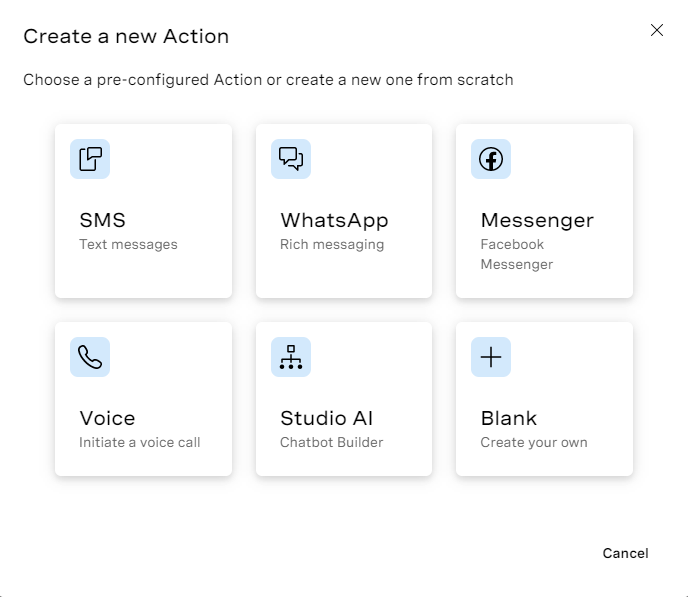 Create a new Action
Choose a pre-configured Action or create a new one from scratch
SMS
Text messages
WhatsApp
Rich messaging
Messenger
Facebook
Messenger
Voice
Initiate a voice call
Studio AI
Chatbot Builder
Blank
Create your own
Cancel